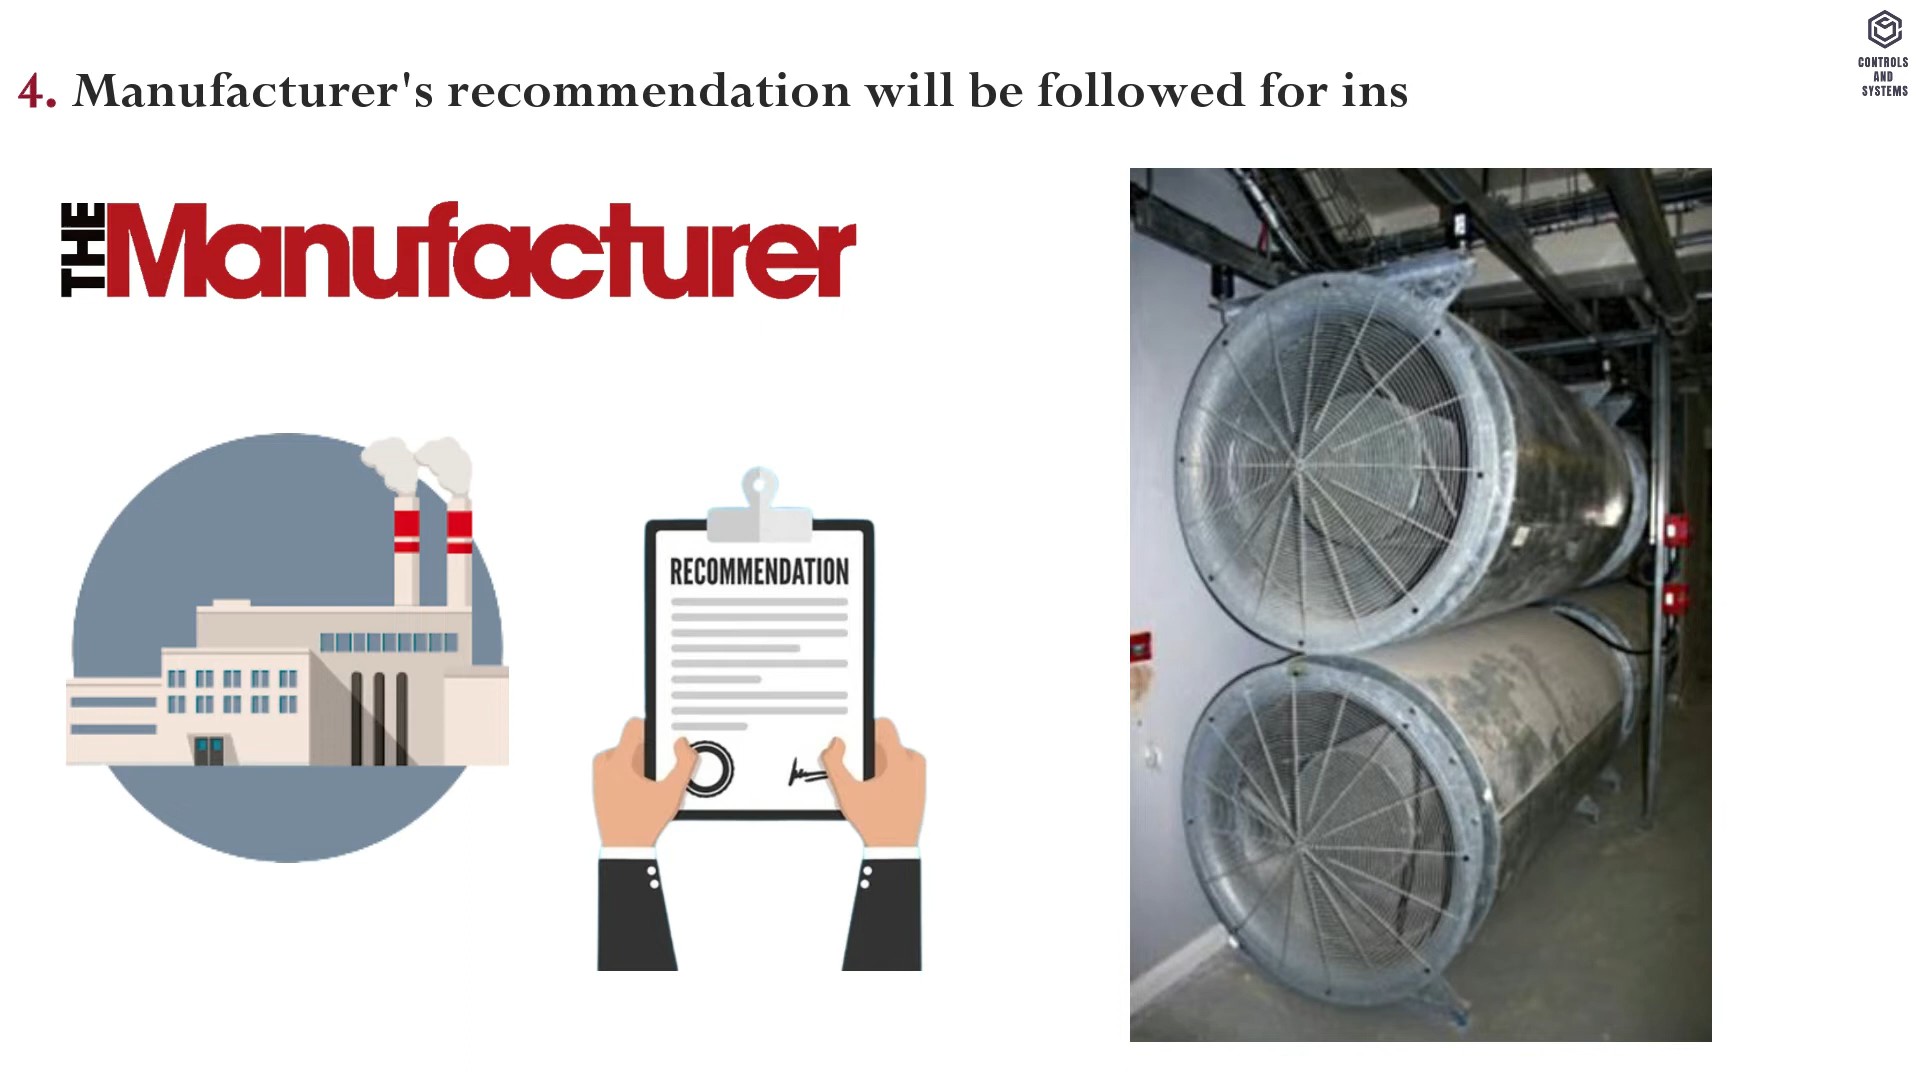 4. Manufacturer's recommendation will be followed for ins
CONTROLS
AND
SYSTEMS
THE Manufacturer
RECOMMENDATION